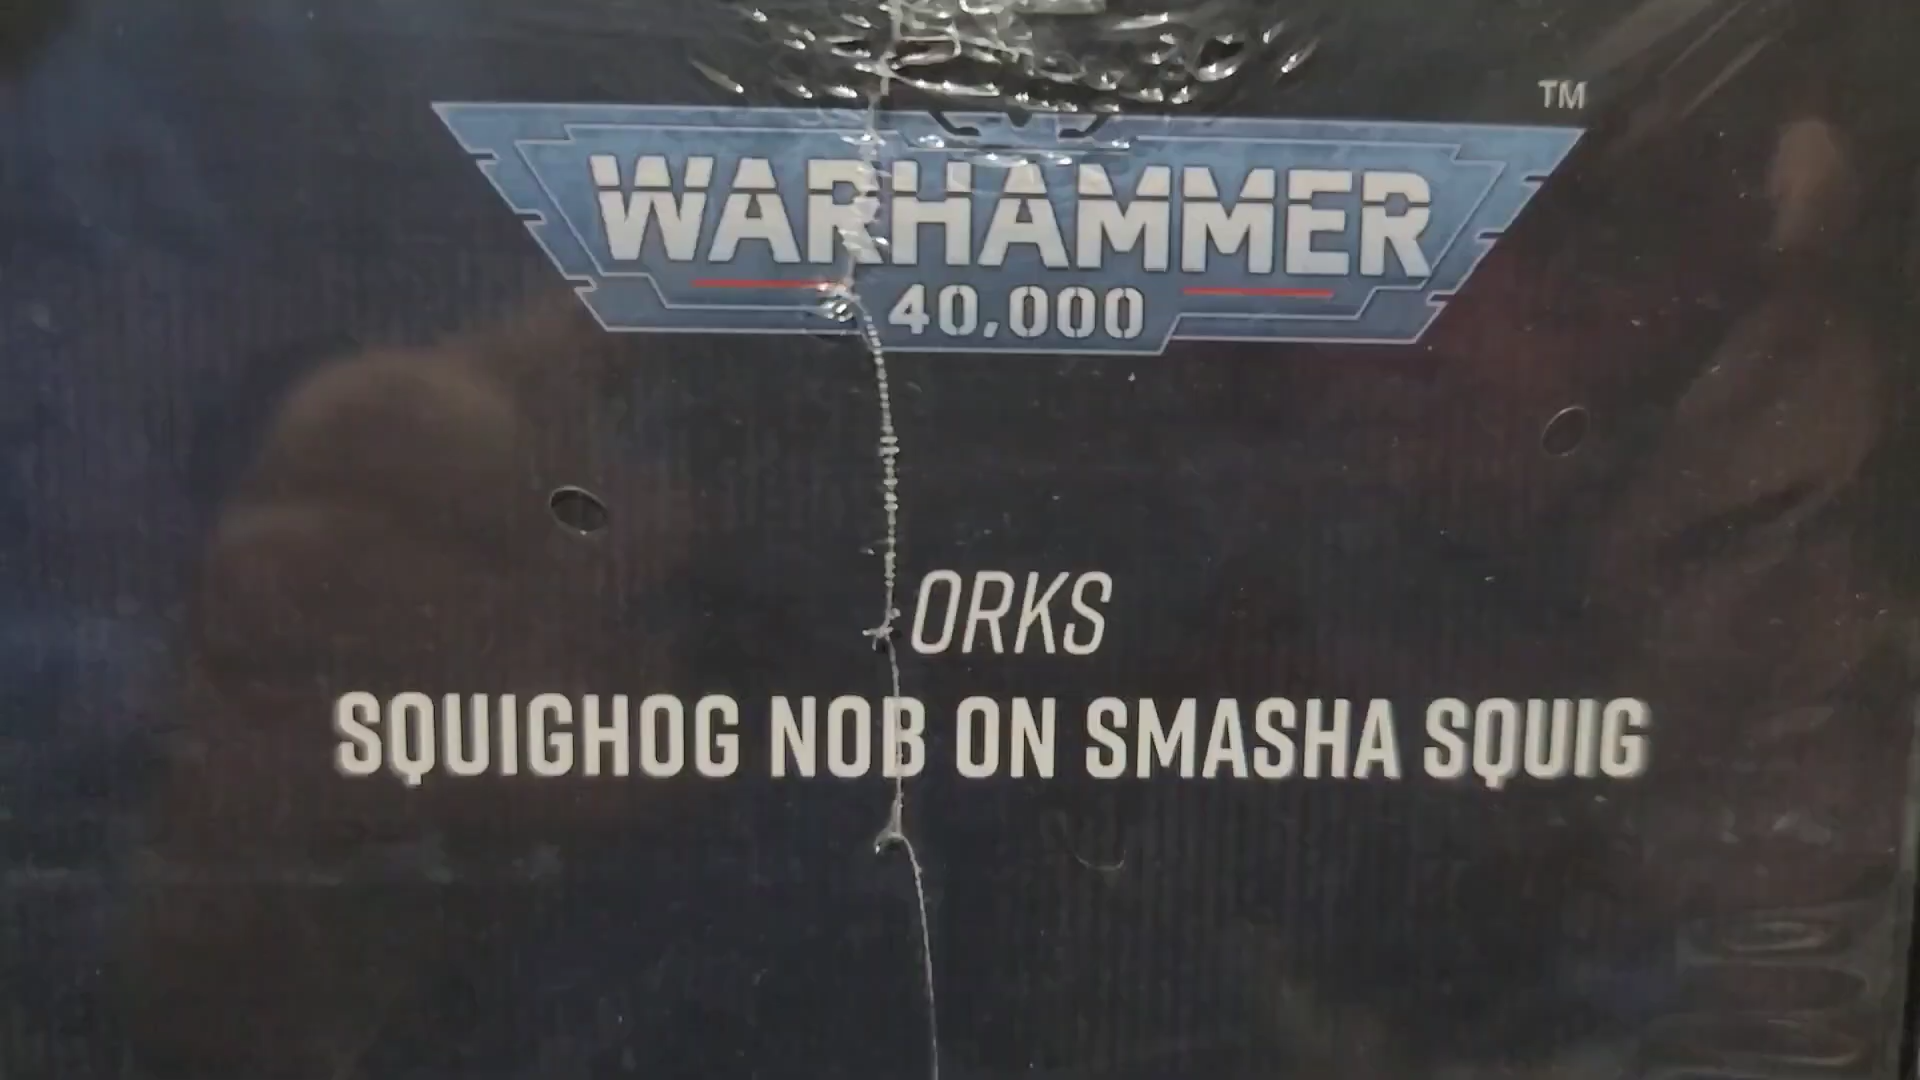 TM
WARHAMMER
40,000
ORKS
SQUIGHOG NOB ON SMASHA SQUIG